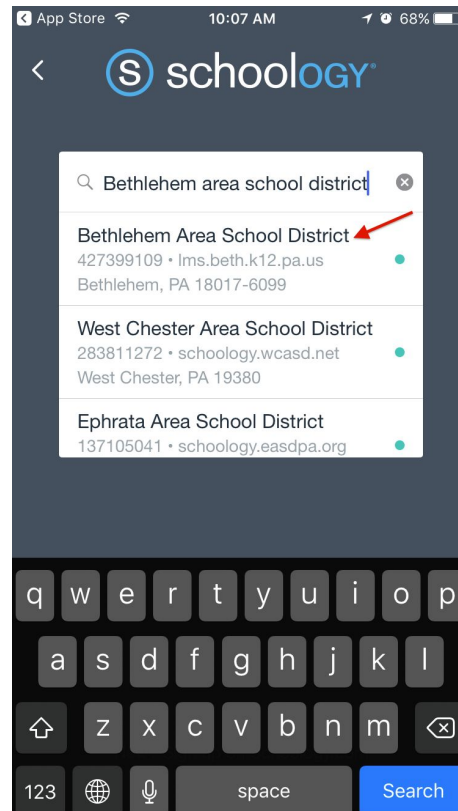 App Store 10:07 AM 68%
S schoology
Bethlehem area school district
Bethlehem Area School District
427399109 • lms.beth.k12.pa.us
Bethlehem, PA 18017-6099
West Chester Area School District
283811272 • schoology.wcasd.net
West Chester, PA 19380
Ephrata Area School District
137105041 • schoology.easdpa.org
q w e r t y u i o p
a s d f g h j k l
z x c v b n m
123 space Search